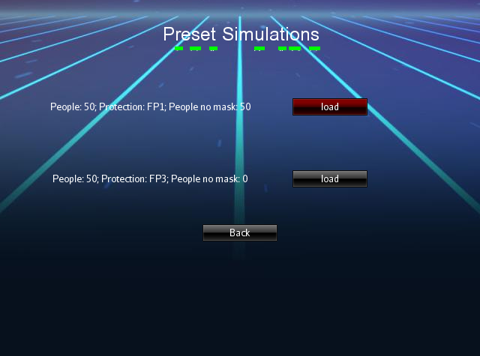 Preset Simulations
People: 50; Protection: FP1; People no mask: 50
load
People: 50; Protection: FP3; People no mask: 0
load
Back